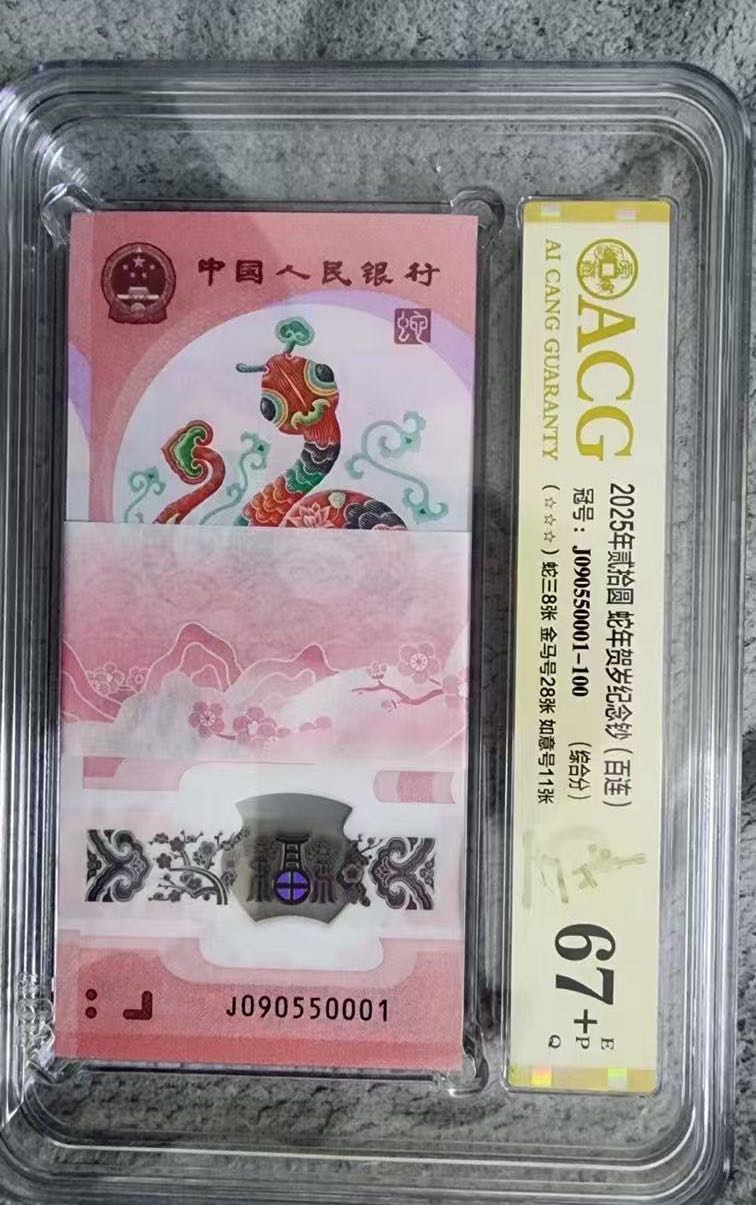 中国人民银行
蛇
J090550001
ACG
AI CANG GUARANTY
2025年贰拾圆 蛇年贺岁纪念钞（百连）
冠号：J090550001-100 （综合分）
（☆☆☆）蛇三8张 金马号28张 如意号11张
67+
EPQ